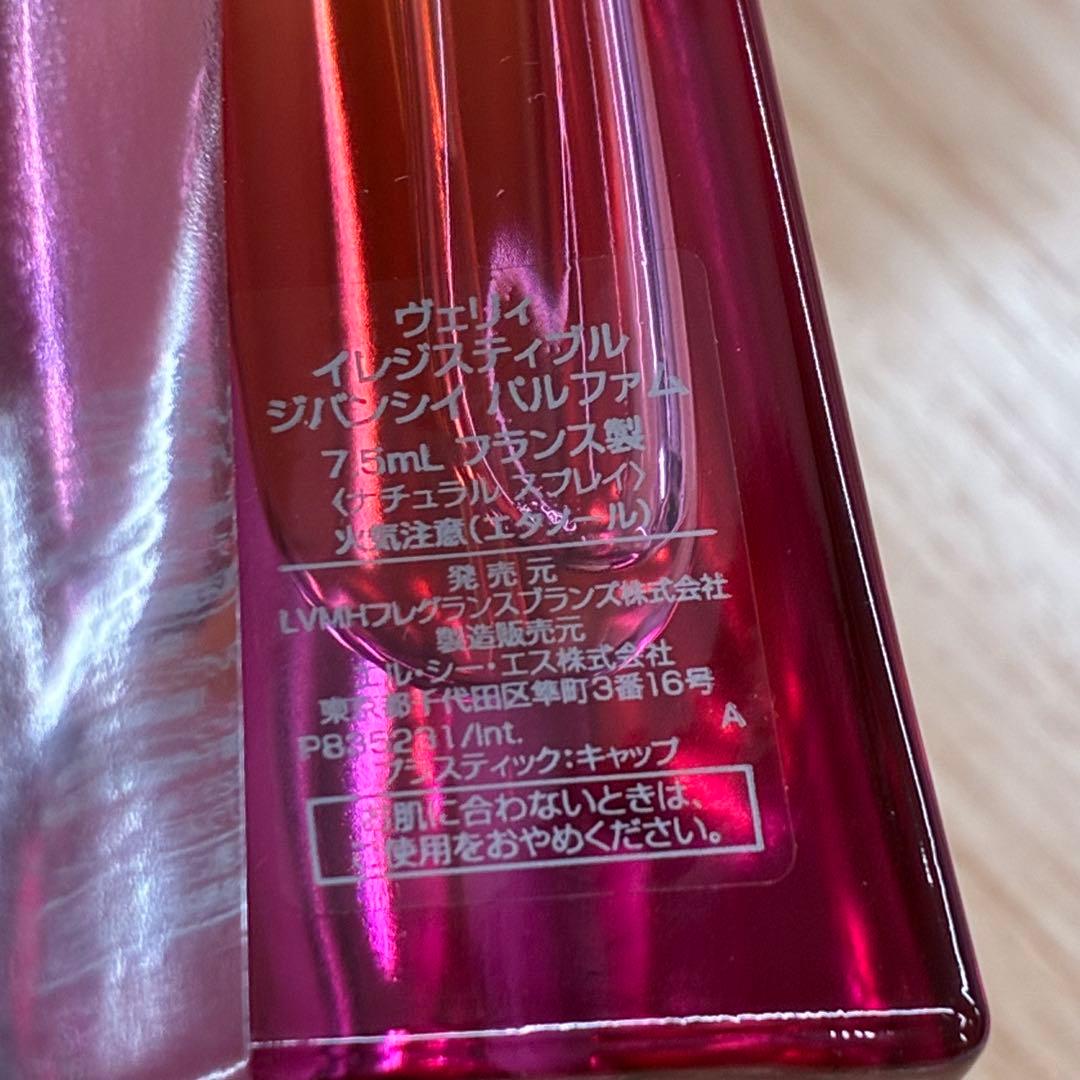 ヴェリィ
イレジスティブル
ジバンシイ パルファム
75mL フランス製
〈ナチュラル スプレイ〉
火気注意(エタノール)
発売元
LVMHフレグランスブランズ株式会社
製造販売元
エル・シー・エス株式会社
東京都千代田区隼町3番16号
P835231/Int.
A
プラスティック:キャップ
お肌に合わないときは、
ご使用をおやめください。